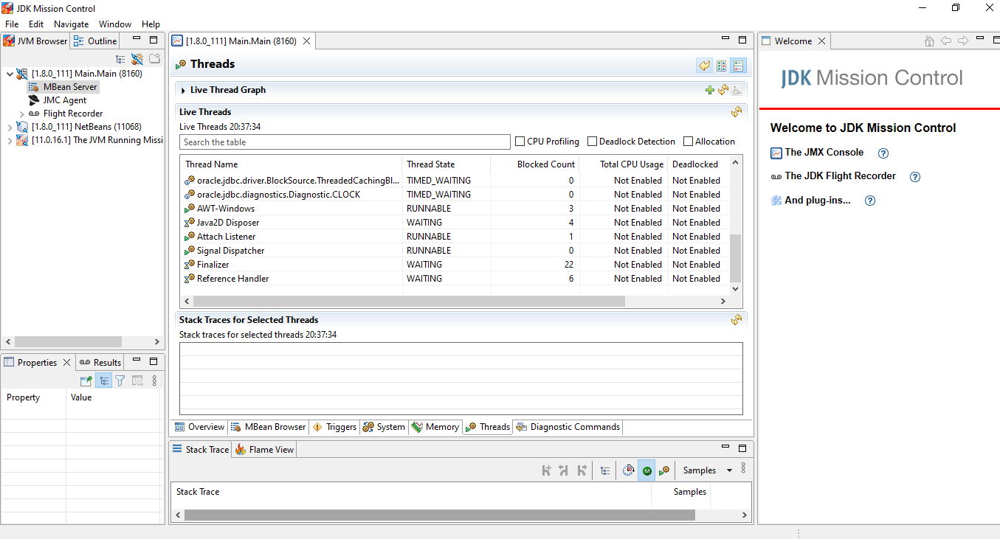 JDK Mission Control
File Edit Navigate Window Help
JVM Browser Outline
[1.8.0_111] Main.Main (8160)
MBean Server
JMC Agent
Flight Recorder
[1.8.0_111] NetBeans (11068)
[11.0.16.1] The JVM Running Missi
Properties Results
Property Value
[1.8.0_111] Main.Main (8160)
Threads
Live Thread Graph
Live Threads
Live Threads 20:37:34
Search the table CPU Profiling Deadlock Detection Allocation
Thread Name Thread State Blocked Count Total CPU Usage Deadlocked
oracle.jdbc.driver.BlockSource.ThreadedCachingBl... TIMED_WAITING 0 Not Enabled Not Enabled
oracle.jdbc.diagnostics.Diagnostic.CLOCK TIMED_WAITING 0 Not Enabled Not Enabled
AWT-Windows RUNNABLE 3 Not Enabled Not Enabled
Java2D Disposer WAITING 4 Not Enabled Not Enabled
Attach Listener RUNNABLE 1 Not Enabled Not Enabled
Signal Dispatcher RUNNABLE 0 Not Enabled Not Enabled
Finalizer WAITING 22 Not Enabled Not Enabled
Reference Handler WAITING 6 Not Enabled Not Enabled
Stack Traces for Selected Threads
Stack traces for selected threads 20:37:34
Overview MBean Browser Triggers System Memory Threads Diagnostic Commands
Stack Trace Flame View
Samples
Stack Trace Samples
Welcome
JDK Mission Control
Welcome to JDK Mission Control
The JMX Console
The JDK Flight Recorder
And plug-ins...